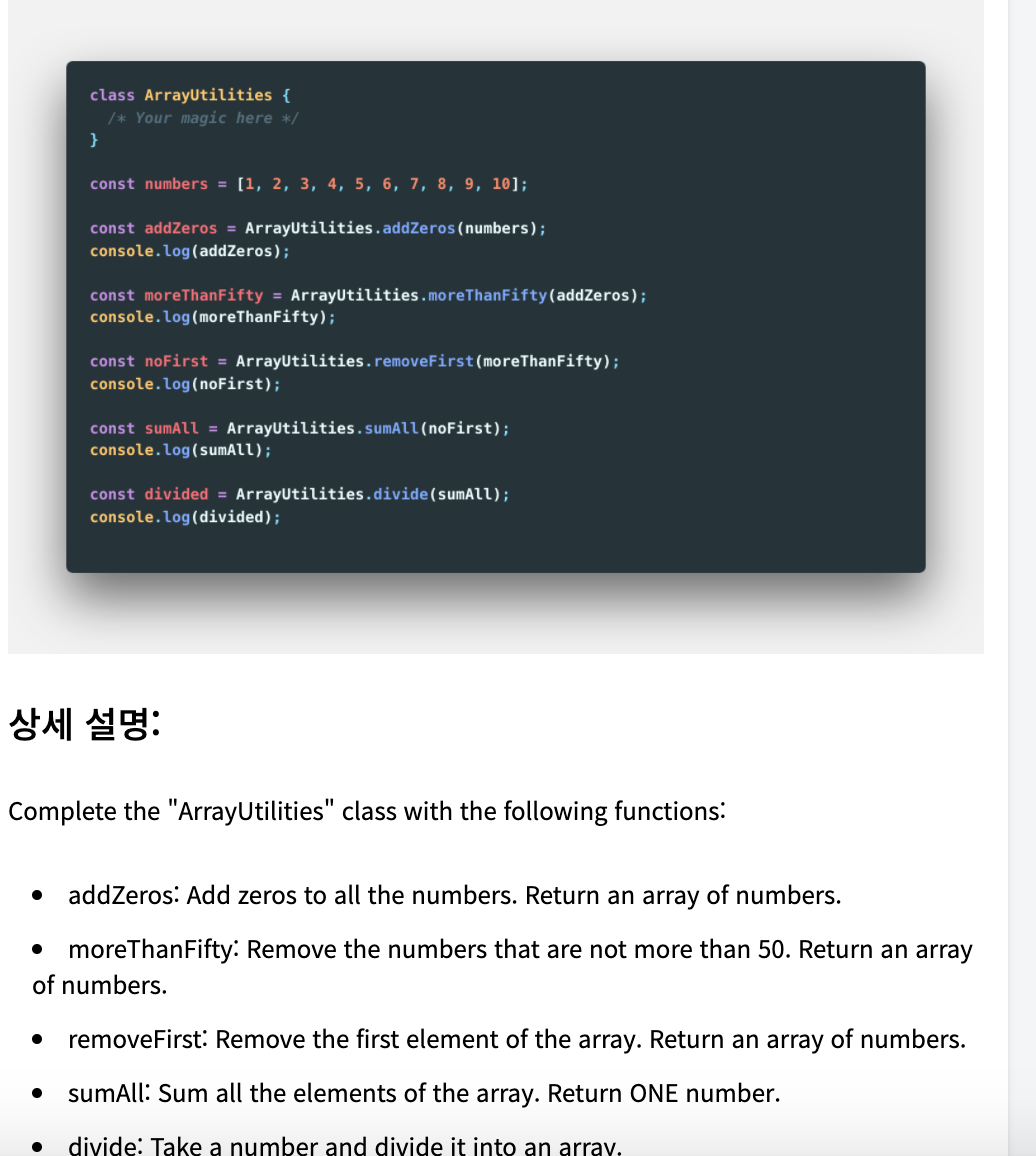 class ArrayUtilities {
/* Your magic here */
}
const numbers = [1, 2, 3, 4, 5, 6, 7, 8, 9, 10];
const addZeros = ArrayUtilities.addZeros(numbers);
console.log(addZeros);
const moreThanFifty = ArrayUtilities.moreThanFifty(addZeros);
console.log(moreThanFifty);
const noFirst = ArrayUtilities.removeFirst(moreThanFifty);
console.log(noFirst);
const sumAll = ArrayUtilities.sumAll(noFirst);
console.log(sumAll);
const divided = ArrayUtilities.divide(sumAll);
console.log(divided);
상세 설명:
Complete the "ArrayUtilities" class with the following functions:
• addZeros: Add zeros to all the numbers. Return an array of numbers.
• moreThanFifty: Remove the numbers that are not more than 50. Return an array
of numbers.
• removeFirst: Remove the first element of the array. Return an array of numbers.
• sumAll: Sum all the elements of the array. Return ONE number.
• divide: Take a number and divide it into an array.